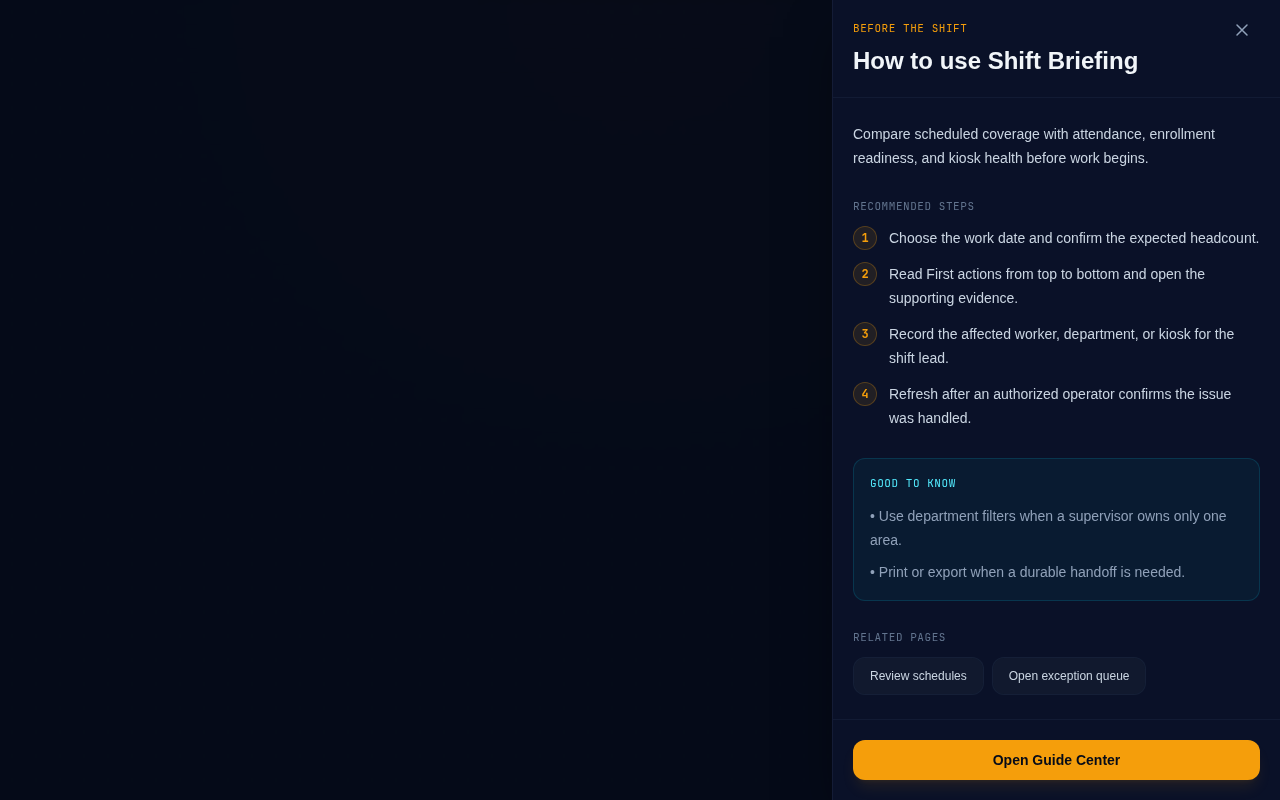 BEFORE THE SHIFT
How to use Shift Briefing
Compare scheduled coverage with attendance, enrollment
readiness, and kiosk health before work begins.
RECOMMENDED STEPS
1 Choose the work date and confirm the expected headcount.
2 Read First actions from top to bottom and open the
supporting evidence.
3 Record the affected worker, department, or kiosk for the
shift lead.
4 Refresh after an authorized operator confirms the issue
was handled.
GOOD TO KNOW
• Use department filters when a supervisor owns only one
area.
• Print or export when a durable handoff is needed.
RELATED PAGES
Review schedules Open exception queue
Open Guide Center